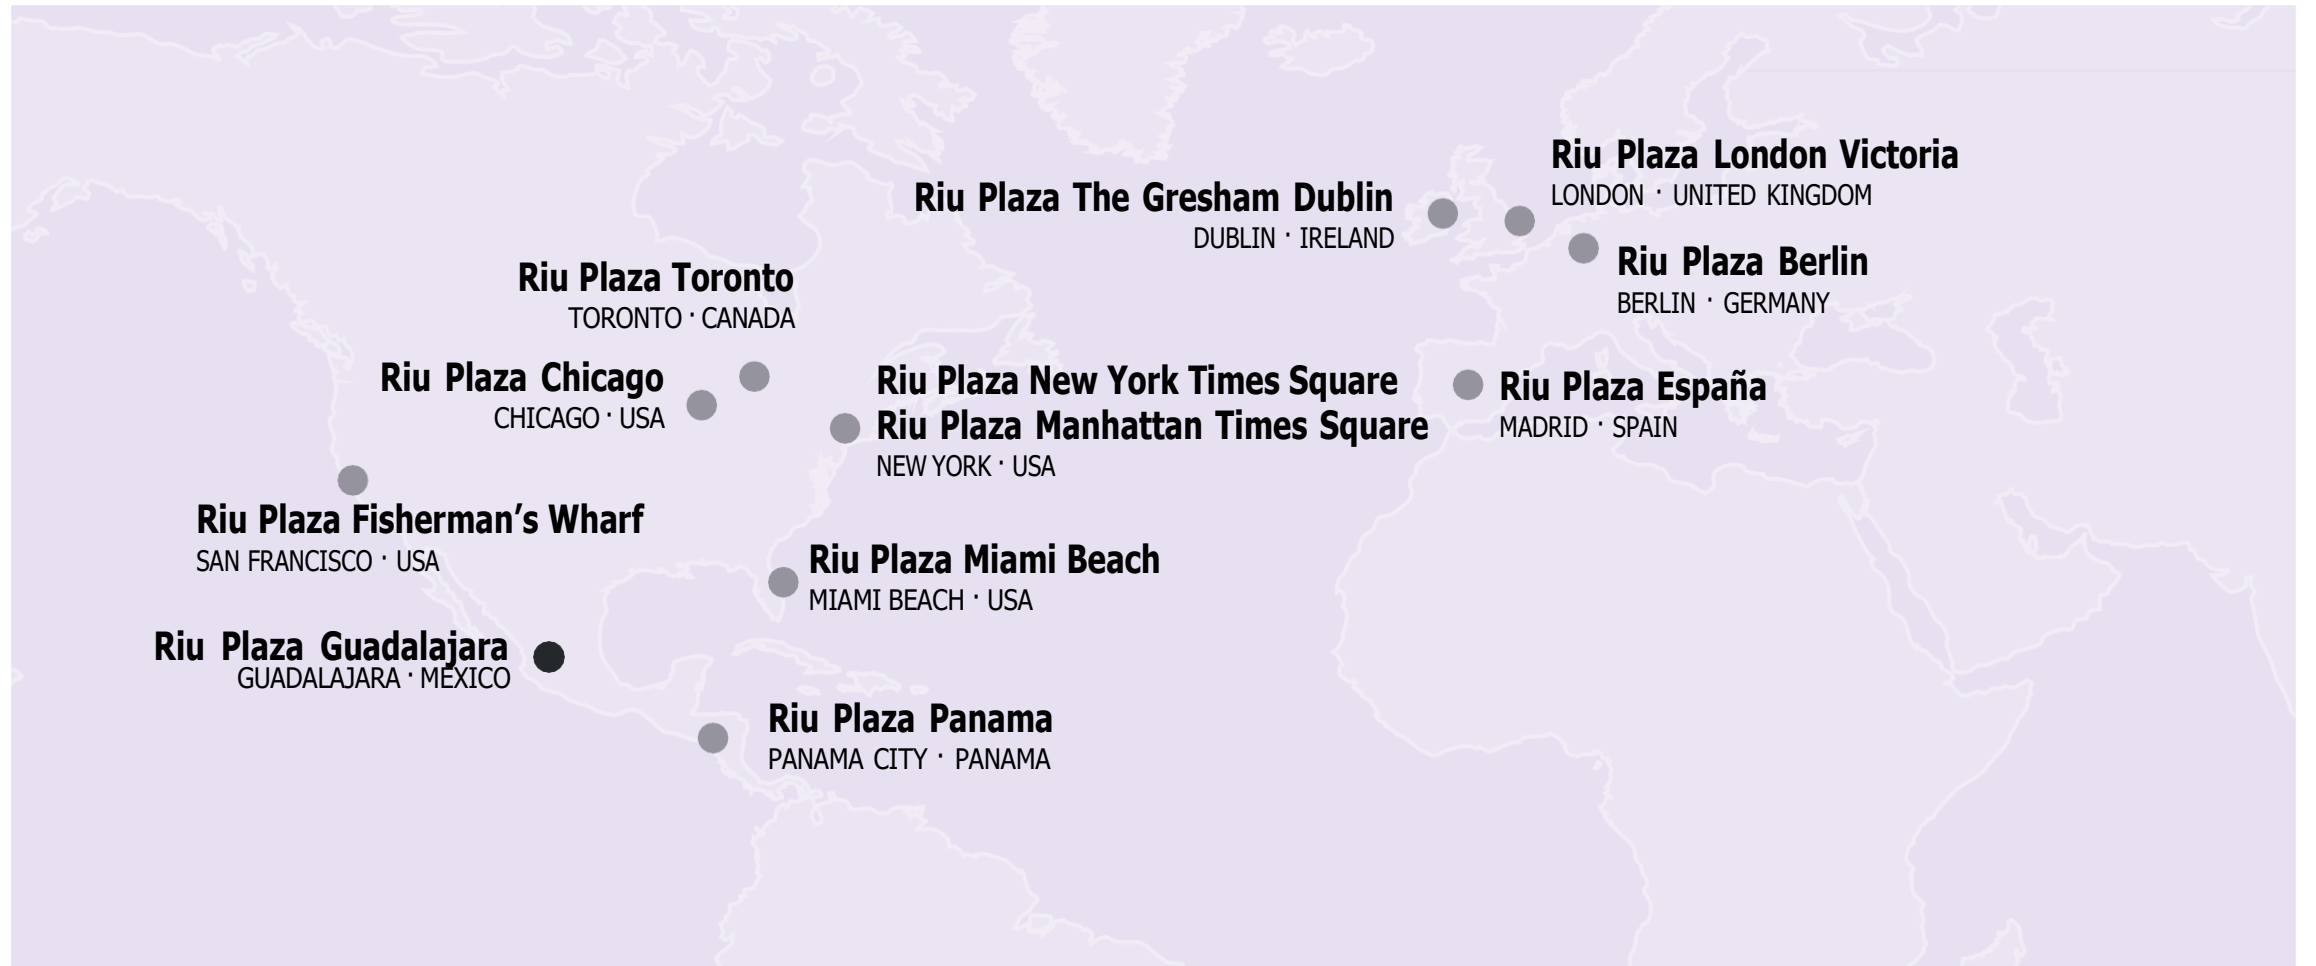 Riu Plaza London Victoria
LONDON · UNITED KINGDOM
Riu Plaza The Gresham Dublin
DUBLIN · IRELAND
Riu Plaza Berlin
BERLIN · GERMANY
Riu Plaza Toronto
TORONTO · CANADA
Riu Plaza Chicago
CHICAGO · USA
Riu Plaza New York Times Square
Riu Plaza Manhattan Times Square
NEW YORK · USA
Riu Plaza España
MADRID · SPAIN
Riu Plaza Fisherman’s Wharf
SAN FRANCISCO · USA
Riu Plaza Miami Beach
MIAMI BEACH · USA
Riu Plaza Guadalajara
GUADALAJARA · MÉXICO
Riu Plaza Panama
PANAMA CITY · PANAMA